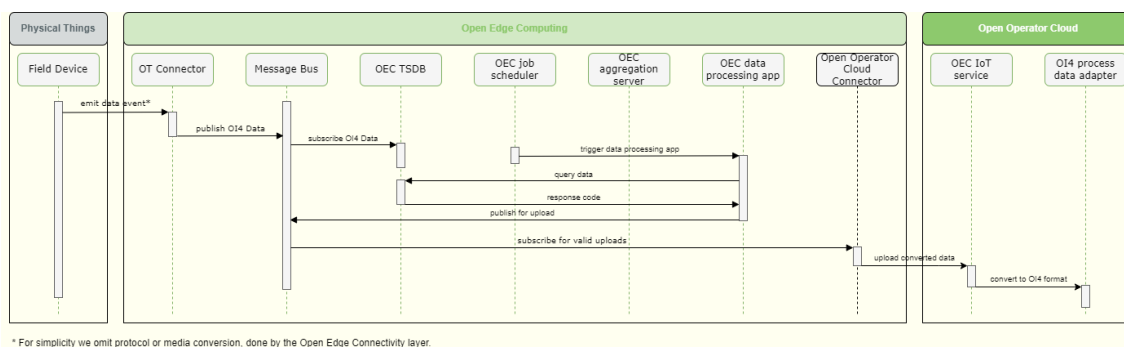 Physical Things
Open Edge Computing
Open Operator Cloud
Field Device
OT Connector
Message Bus
OEC TSDB
OEC job
scheduler
OEC
aggregation
server
OEC data
processing app
Open Operator
Cloud
Connector
OEC IoT
service
OI4 process
data adapter
emit data event*
publish OI4 Data
subscribe OI4 Data
trigger data processing app
query data
response code
publish for upload
subscribe for valid uploads
upload converted data
convert to OI4 format
* For simplicity we omit protocol or media conversion, done by the Open Edge Connectivity layer.